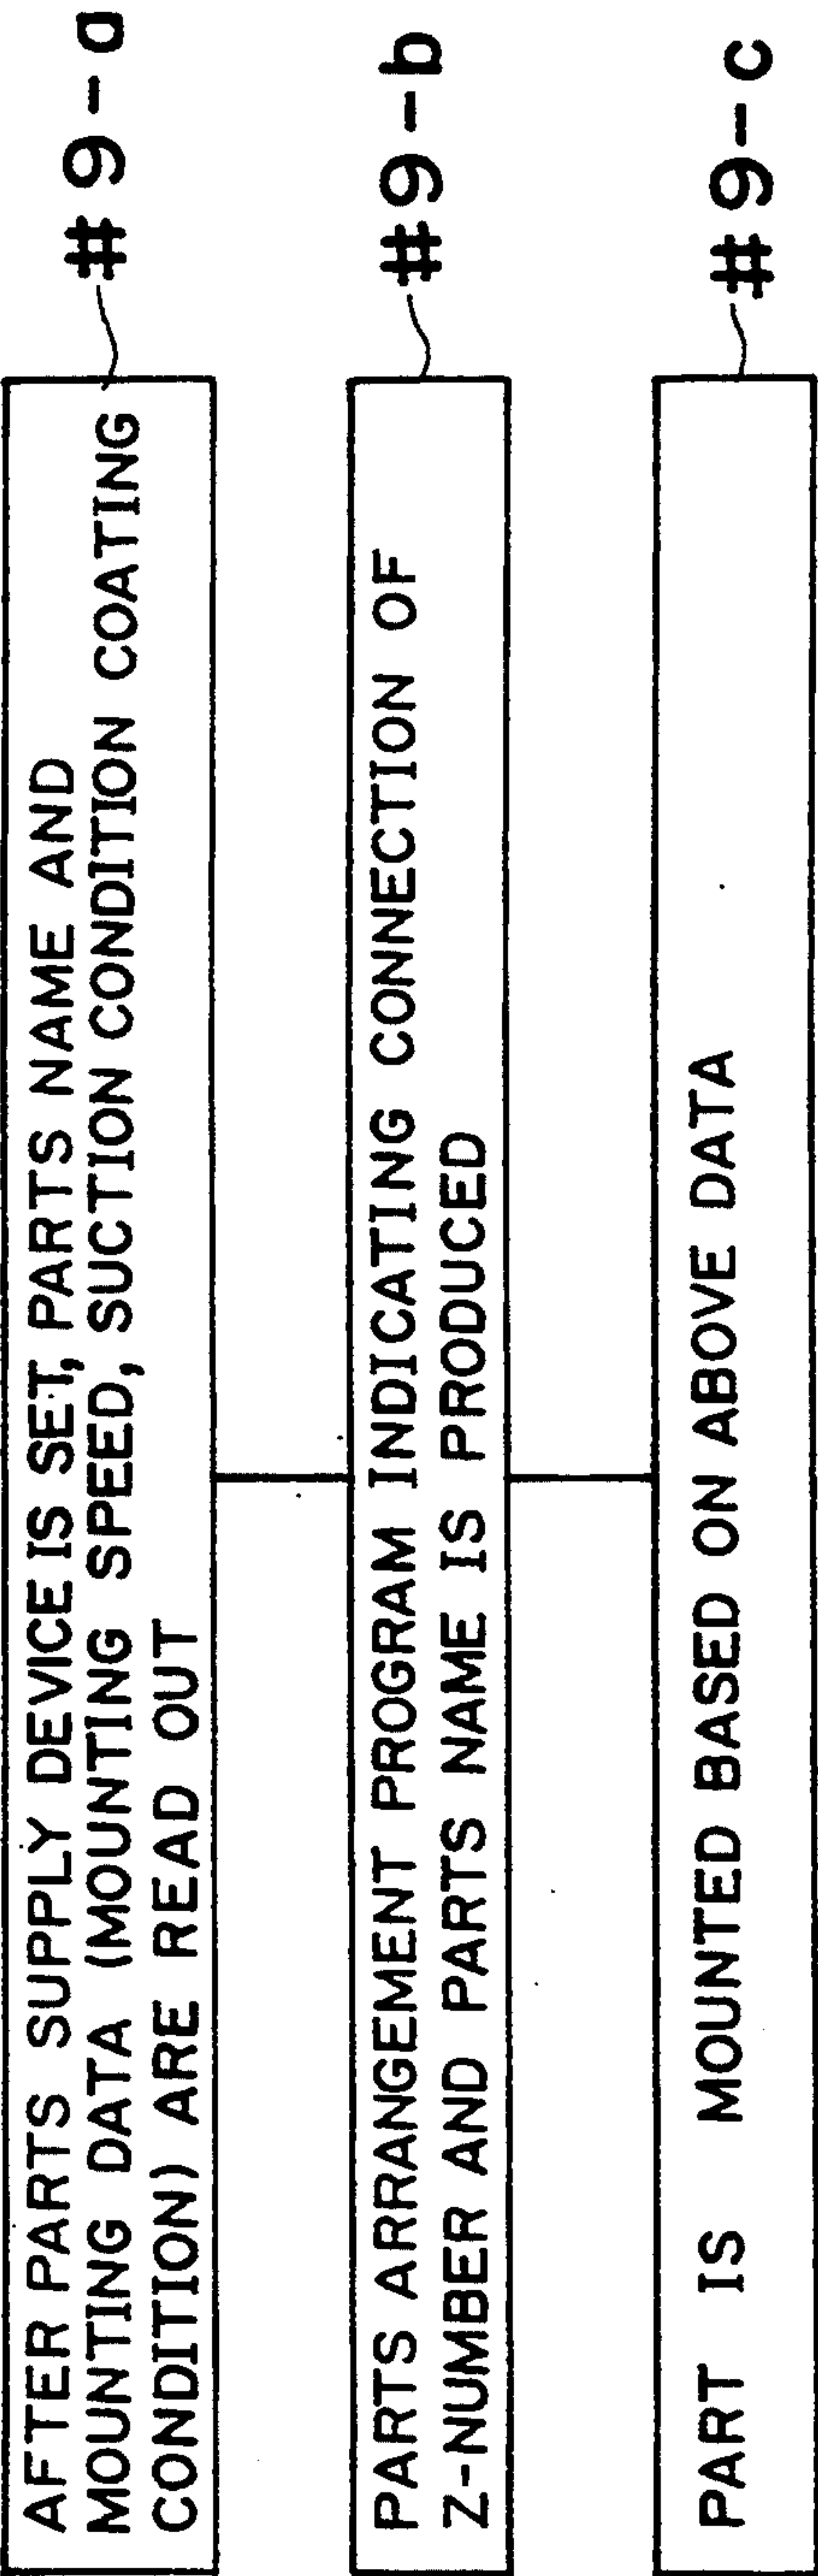 AFTER PARTS SUPPLY DEVICE IS SET, PARTS NAME AND
MOUNTING DATA (MOUNTING SPEED, SUCTION CONDITION COATING
CONDITION) ARE READ OUT
#9-a
PARTS ARRANGEMENT PROGRAM INDICATING CONNECTION OF
Z-NUMBER AND PARTS NAME IS PRODUCED
#9-b
PART IS MOUNTED BASED ON ABOVE DATA
#9-c